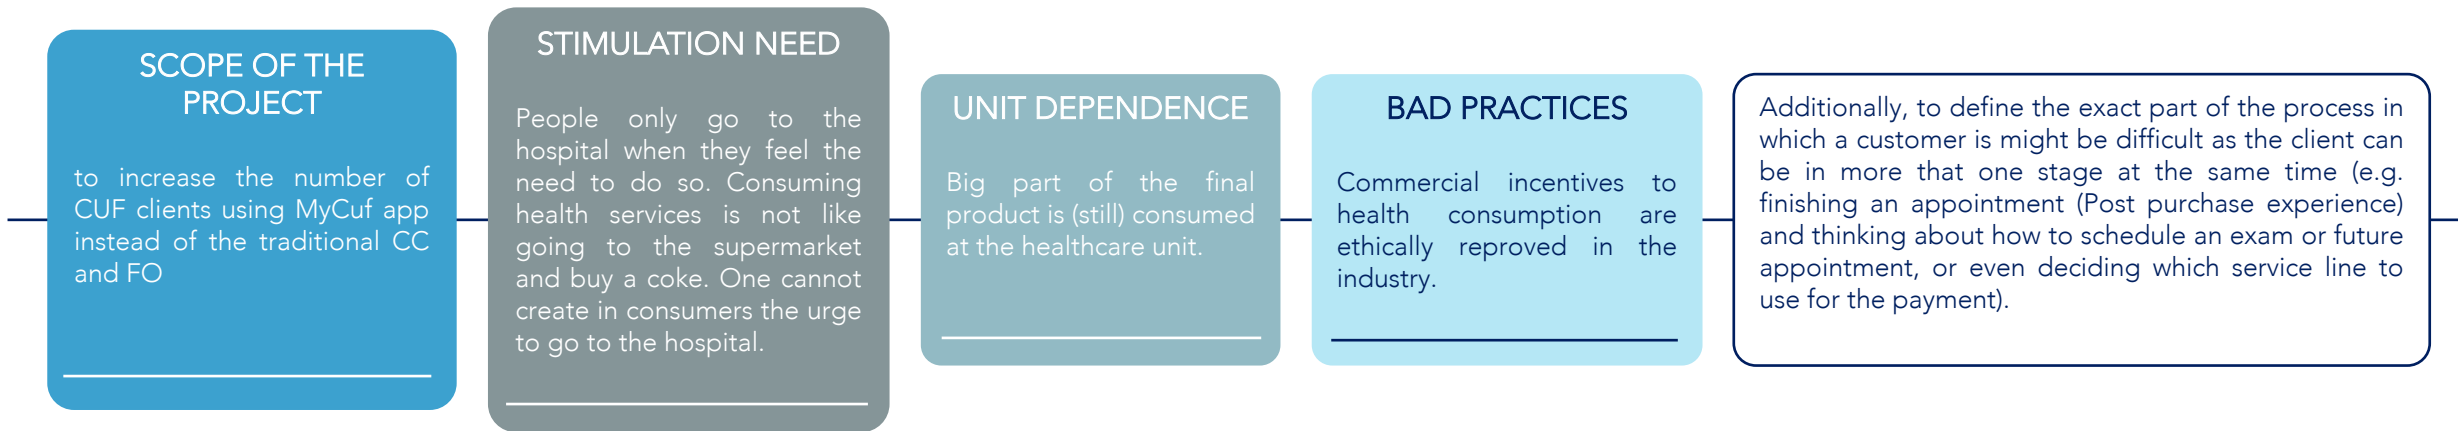 SCOPE OF THE
PROJECT
to increase the number of
CUF clients using MyCuf app
instead of the traditional CC
and FO
STIMULATION NEED
People only go to the
hospital when they feel the
need to do so. Consuming
health services is not like
going to the supermarket
and buy a coke. One cannot
create in consumers the urge
to go to the hospital.
UNIT DEPENDENCE
Big part of the final
product is (still) consumed
at the healthcare unit.
BAD PRACTICES
Commercial incentives to
health consumption are
ethically reproved in the
industry.
Additionally, to define the exact part of the process in
which a customer is might be difficult as the client can
be in more that one stage at the same time (e.g.
finishing an appointment (Post purchase experience)
and thinking about how to schedule an exam or future
appointment, or even deciding which service line to
use for the payment).